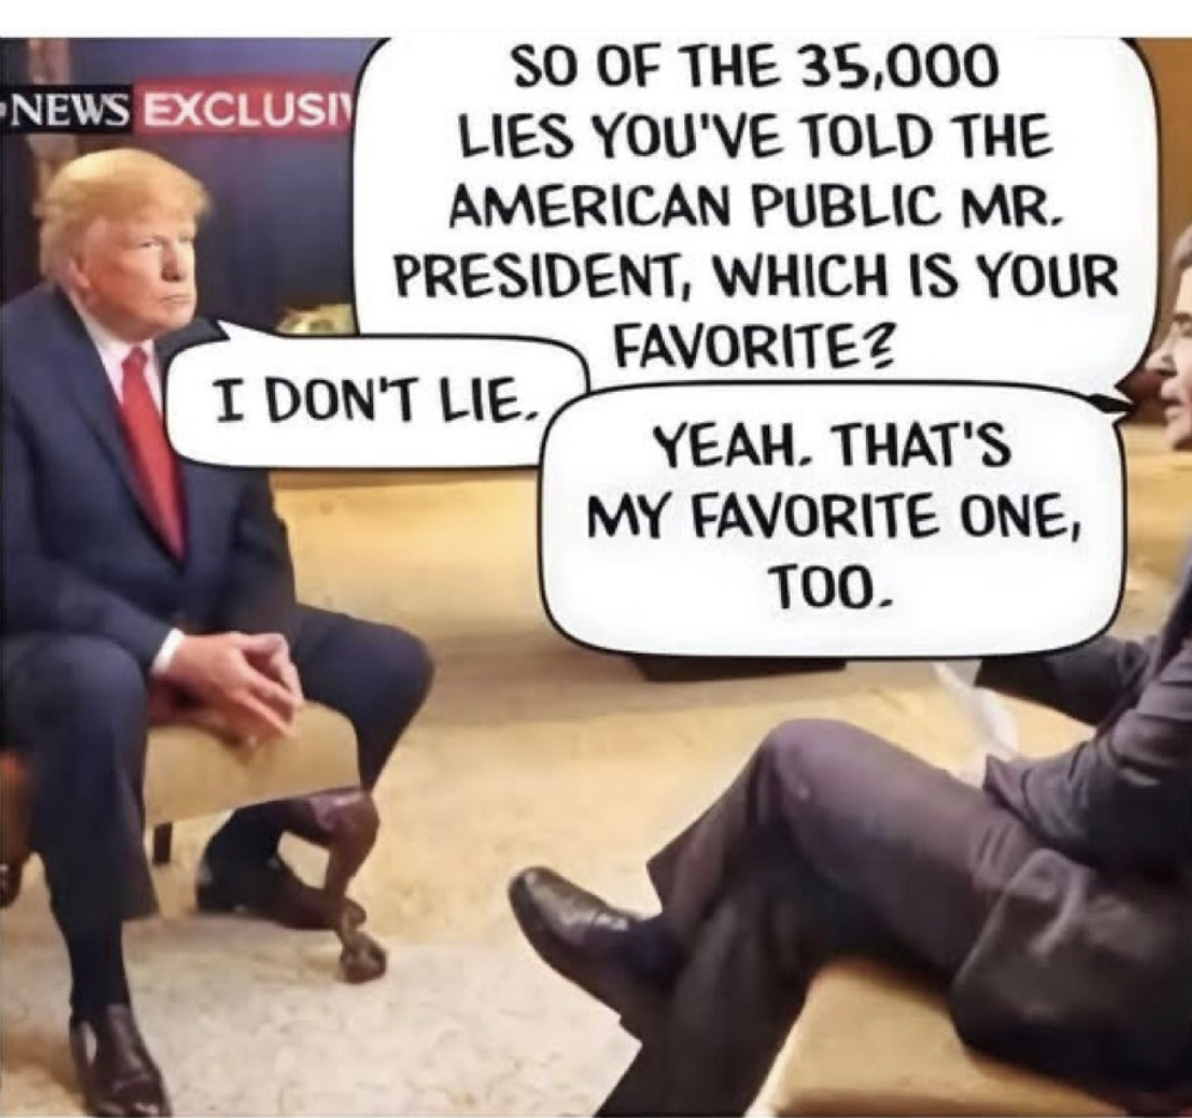 NEWS EXCLUSIV
SO OF THE 35,000
LIES YOU'VE TOLD THE
AMERICAN PUBLIC MR.
PRESIDENT, WHICH IS YOUR
FAVORITE?
I DON'T LIE.
YEAH. THAT'S
MY FAVORITE ONE,
TOO.